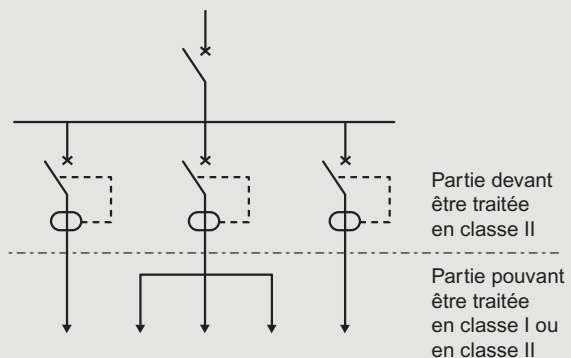 Partie devant
être traitée
en classe II
Partie pouvant
être traitée
en classe I ou
en classe II